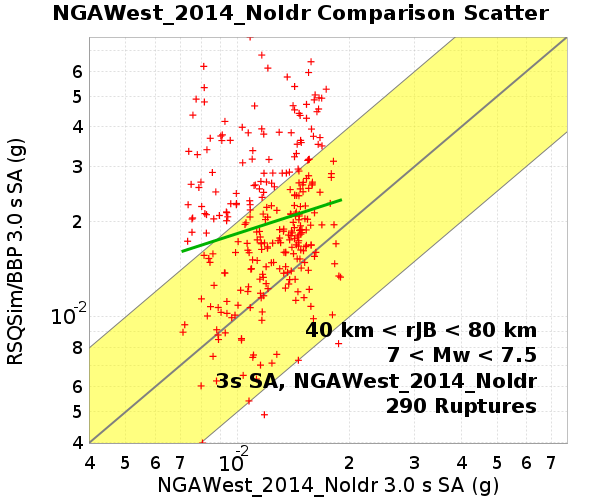 NGAWest_2014_NoIdr Comparison Scatter
RSQSim/BBP 3.0 s SA (g)
6
5
4
3
2
10-2
8
6
5
4
40 km < rJB < 80 km
7 < Mw < 7.5
3s SA, NGAWest_2014_NoIdr
290 Ruptures
4 5 6 7 10-2 2 3 4 5 6 7
NGAWest_2014_NoIdr 3.0 s SA (g)